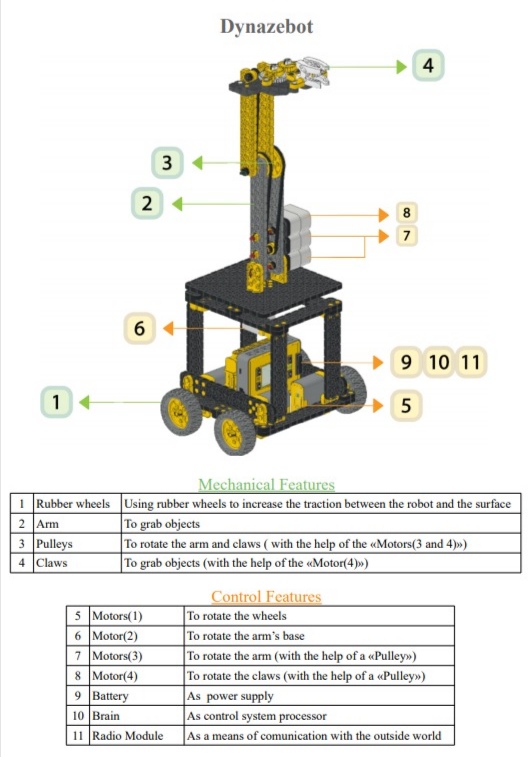 Dynazebot
4
3
2
8
7
6
9 10 11
1
5
Mechanical Features
1 Rubber wheels Using rubber wheels to increase the traction between the robot and the surface
2 Arm To grab objects
3 Pulleys To rotate the arm and claws ( with the help of the «Motors(3 and 4)»)
4 Claws To grab objects (with the help of the «Motor(4)»)
Control Features
5 Motors(1) To rotate the wheels
6 Motor(2) To rotate the arm’s base
7 Motors(3) To rotate the arm (with the help of a «Pulley»)
8 Motor(4) To rotate the claws (with the help of a «Pulley»)
9 Battery As power supply
10 Brain As control system processor
11 Radio Module As a means of comunication with the outside world